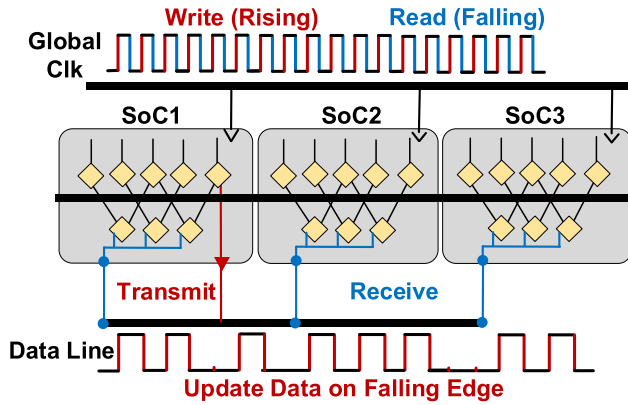 Write (Rising) Read (Falling)
Global
Clk
SoC1 SoC2 SoC3
Transmit Receive
Data Line
Update Data on Falling Edge